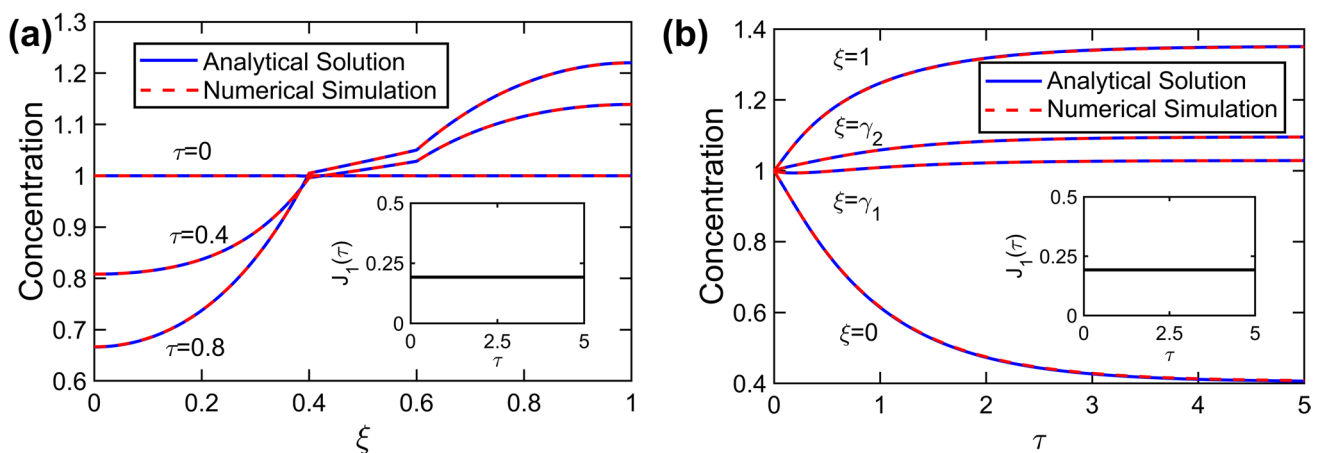 (a)
1.3
1.2
1.1
1
0.9
0.8
0.7
0.6
Concentration
Analytical Solution
Numerical Simulation
τ=0
τ=0.4
τ=0.8
0.5
0.25
0
J₁(τ)
0 2.5 5
τ
0 0.2 0.4 0.6 0.8 1
ξ
(b)
1.4
1.2
1
0.8
0.6
0.4
Concentration
ξ=1
Analytical Solution
Numerical Simulation
ξ=γ₂
ξ=γ₁
ξ=0
0.5
0.25
0
J₁(τ)
0 2.5 5
τ
0 1 2 3 4 5
τ